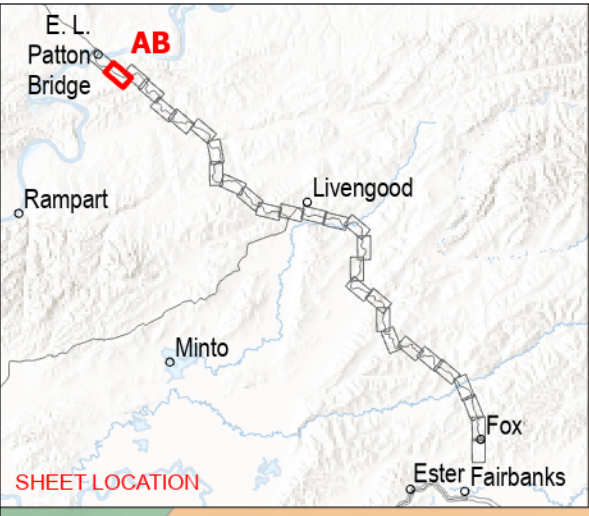 E. L.
Patton
Bridge
AB
Rampart
Livengood
Minto
Fox
Ester
Fairbanks
SHEET LOCATION